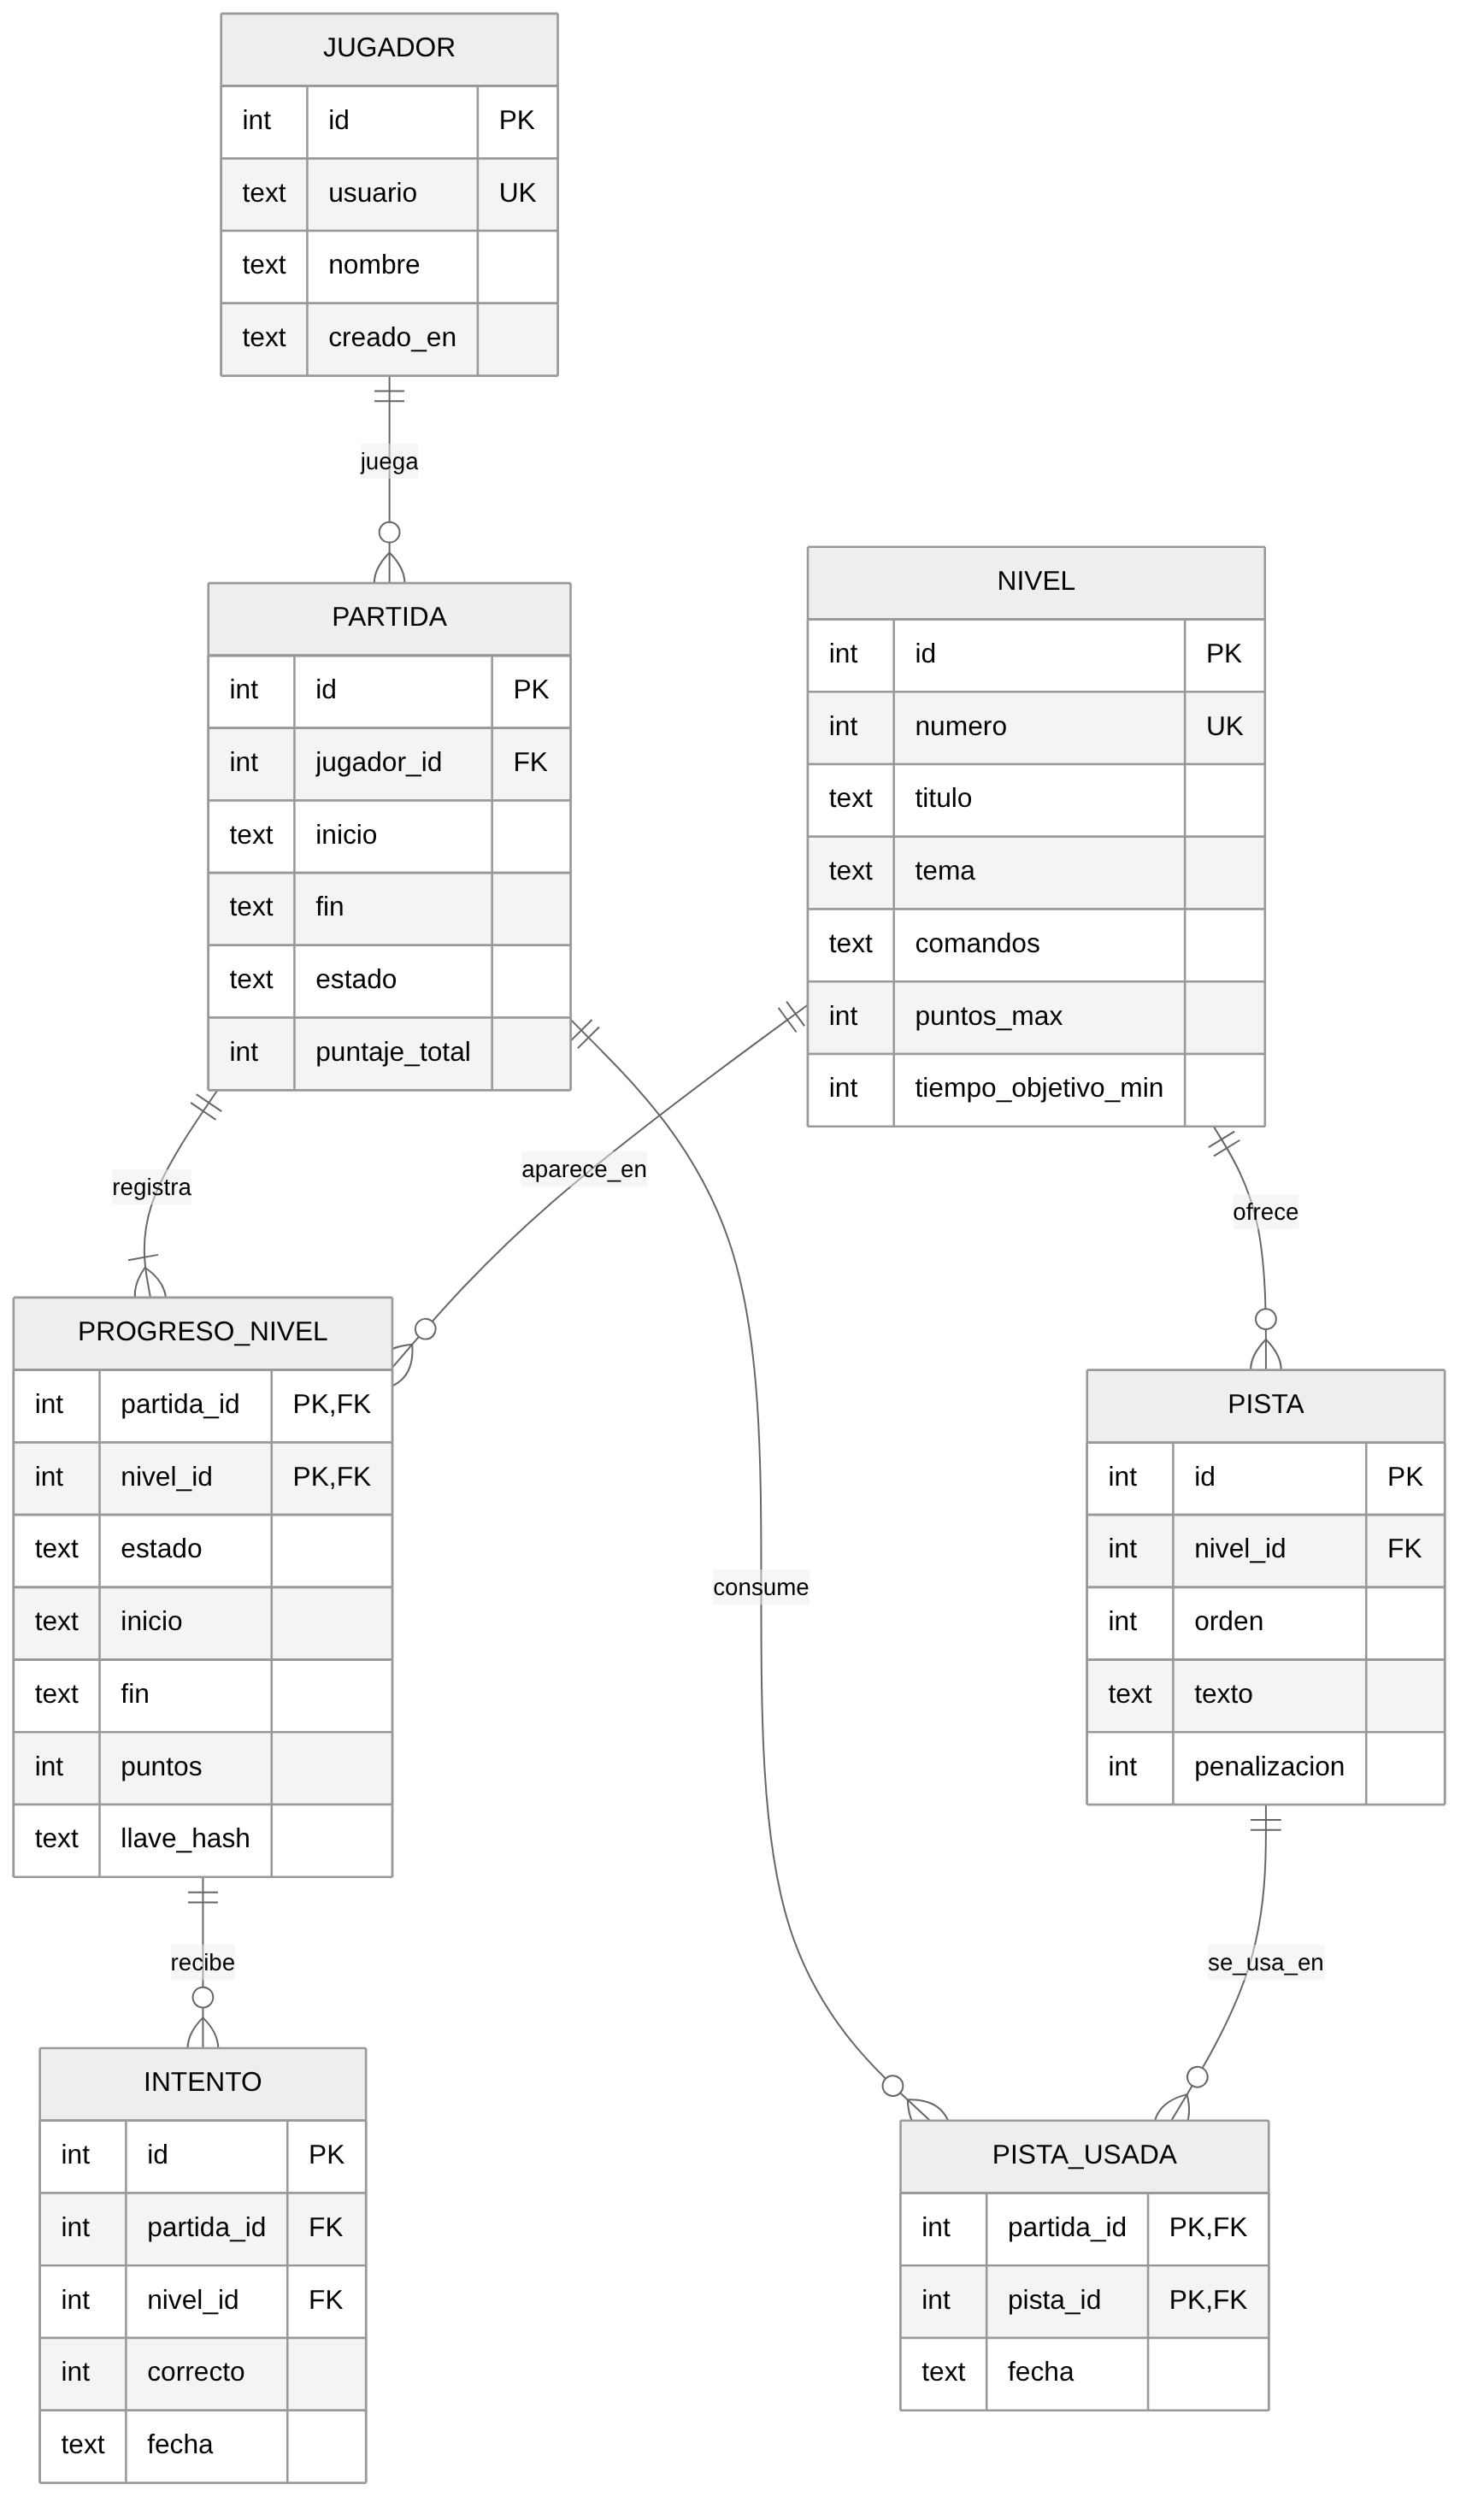 JUGADOR
int id PK
text usuario UK
text nombre
text creado_en
juega
PARTIDA
int id PK
int jugador_id FK
text inicio
text fin
text estado
int puntaje_total
NIVEL
int id PK
int numero UK
text titulo
text tema
text comandos
int puntos_max
int tiempo_objetivo_min
registra
aparece_en
ofrece
PROGRESO_NIVEL
int partida_id PK,FK
int nivel_id PK,FK
text estado
text inicio
text fin
int puntos
text llave_hash
consume
PISTA
int id PK
int nivel_id FK
int orden
text texto
int penalizacion
recibe
se_usa_en
INTENTO
int id PK
int partida_id FK
int nivel_id FK
int correcto
text fecha
PISTA_USADA
int partida_id PK,FK
int pista_id PK,FK
text fecha